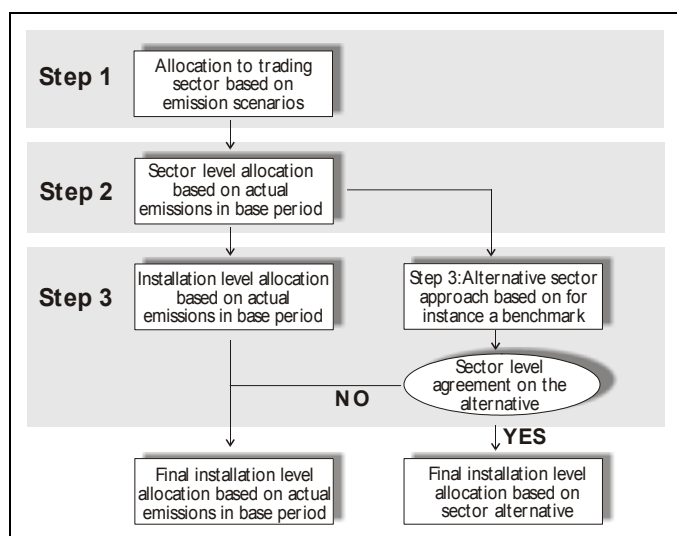 Step 1
Allocation to trading
sector based on
emission scenarios
Step 2
Sector level allocation
based on actual
emissions in base period
Step 3
Installation level allocation
based on actual
emissions in base period
Step 3:Alternative sector
approach based on for
instance a benchmark
Sector level
agreement on the
alternative
NO
YES
Final installation level
allocation based on actual
emissions in base period
Final installation level
allocation based on
sector alternative